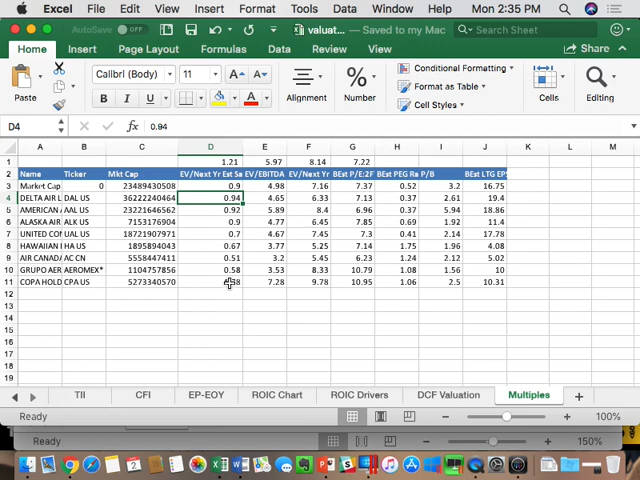 Excel File Edit View Insert Format Tools Data Window Help Mon 2:35 PM
AutoSave OFF valuat... — Saved to my Mac Search Sheet
Home Insert Page Layout Formulas Data Review View Share
Paste Calibri (Body) 11 A A B I U A Alignment % Number Conditional Formatting Format as Table Cell Styles Cells Editing
D4 fx 0.94
A B C D E F G H I J K L M
1 1.21 5.97 8.14 7.22
2 Name Ticker Mkt Cap EV/Next Yr Est Sa EV/EBITDA EV/Next Yr BEst P/E:2F BEst PEG Ra P/B BEst LTG EPS
3 Market Cap 0 23489430508 0.9 4.98 7.16 7.37 0.52 3.2 16.75
4 DELTA AIR L DAL US 36222240464 0.94 4.65 6.33 7.13 0.37 2.61 19.4
5 AMERICAN A AAL US 23221646562 0.92 5.89 8.4 6.96 0.37 5.94 18.86
6 ALASKA AIR ALK US 7153176904 0.9 4.77 6.45 7.85 0.69 1.92 11.4
7 UNITED CON UAL US 18721907971 0.7 4.46 7.45 7.3 0.41 2.14 17.78
8 HAWAIIAN H HA US 1895894043 0.67 3.77 5.25 7.14 1.75 1.96 4.08
9 AIR CANADA AC CN 5558447411 0.51 3.2 5.45 6.23 1.24 2.12 5.02
10 GRUPO AER AEROMEX* 1104757856 0.58 3.53 8.33 10.79 1.08 1.56 10
11 COPA HOLD CPA US 5273340570 7.28 9.78 10.95 1.06 2.5 10.31
12
13
14
15
16
17
18
19
TII CFI EP-EOY ROIC Chart ROIC Drivers DCF Valuation Multiples +
Ready 100%
Ready 150%